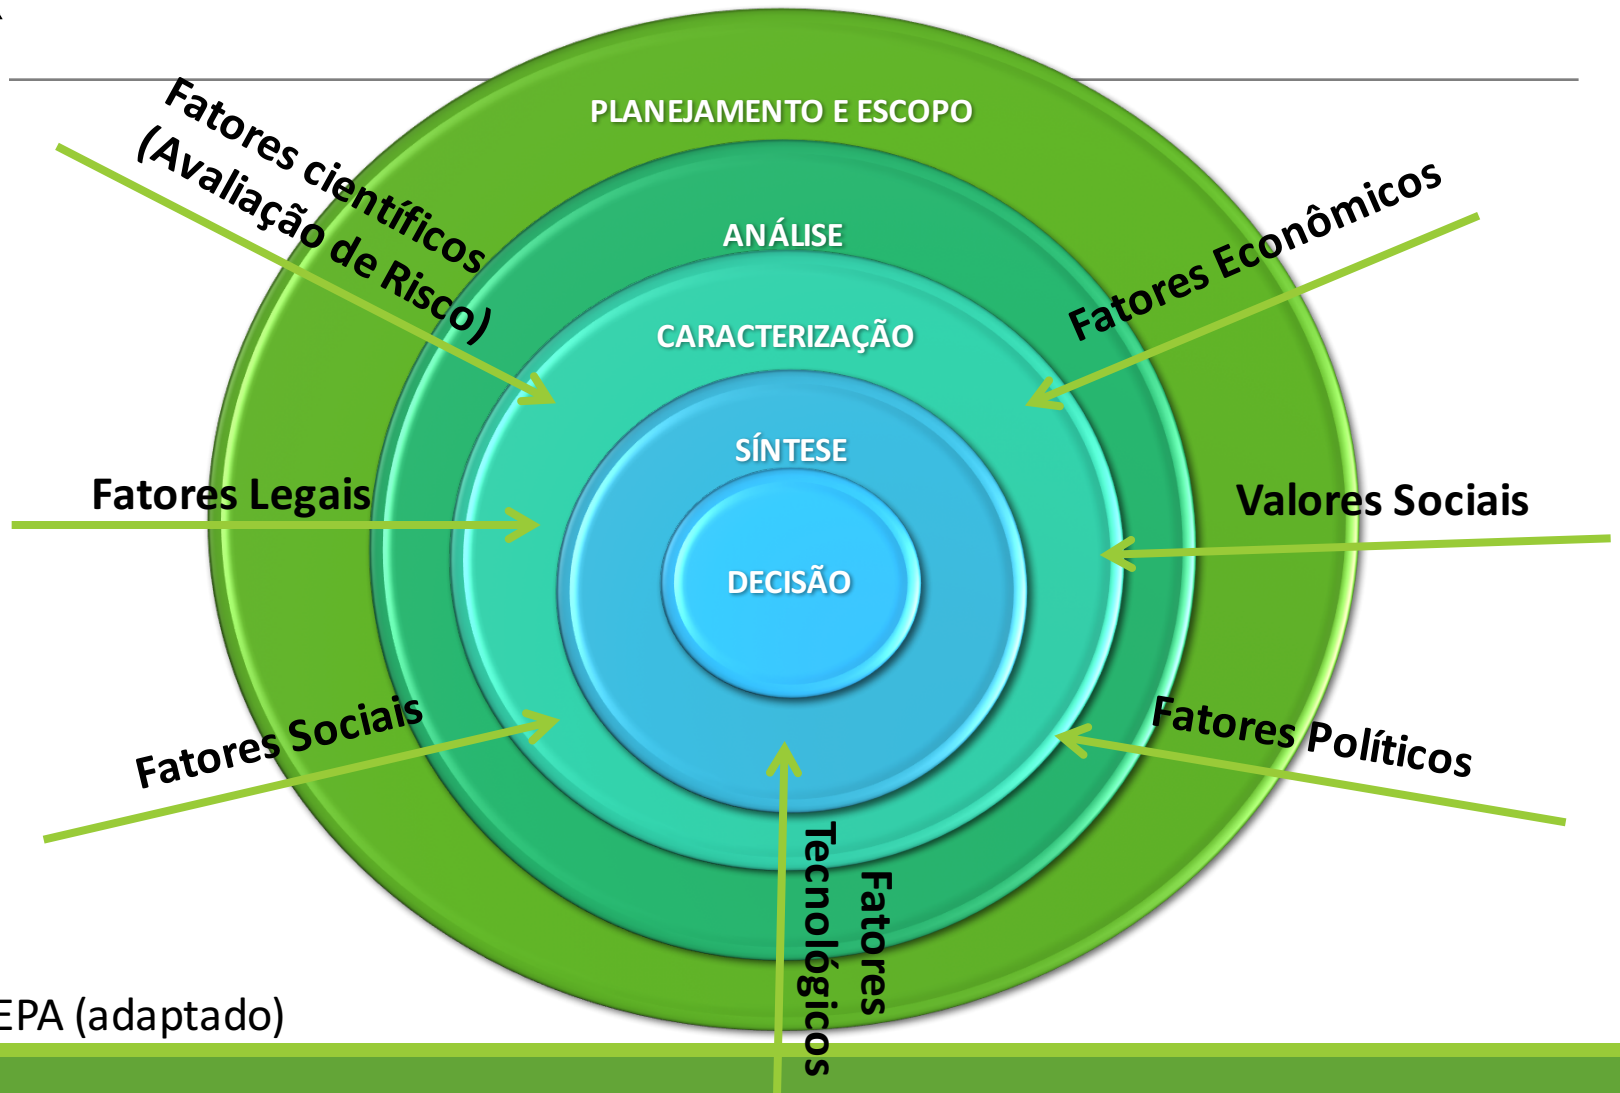 PLANEJAMENTO E ESCOPO
Fatores científicos
(Avaliação de Risco)
ANÁLISE
Fatores Econômicos
CARACTERIZAÇÃO
SÍNTESE
Fatores Legais
Valores Sociais
DECISÃO
Fatores Sociais
Fatores Políticos
Fatores
Tecnológicos
EPA (adaptado)